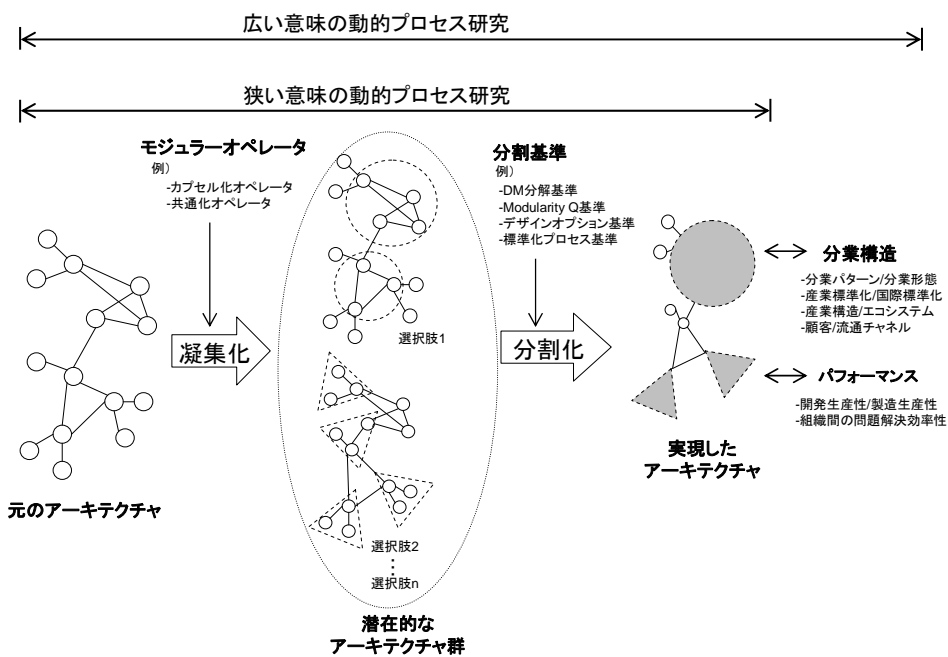 広い意味の動的プロセス研究
狭い意味の動的プロセス研究
モジュラーオペレータ
例）
-カプセル化オペレータ
-共通化オペレータ
凝集化
元のアーキテクチャ
選択肢1
選択肢2
選択肢n
潜在的な
アーキテクチャ群
分割基準
例）
-DM分解基準
-Modularity Q基準
-デザインオプション基準
-標準化プロセス基準
分割化
実現した
アーキテクチャ
分業構造
-分業パターン/分業形態
-産業標準化/国際標準化
-産業構造/エコシステム
-顧客/流通チャネル
パフォーマンス
-開発生産性/製造生産性
-組織間の問題解決効率性